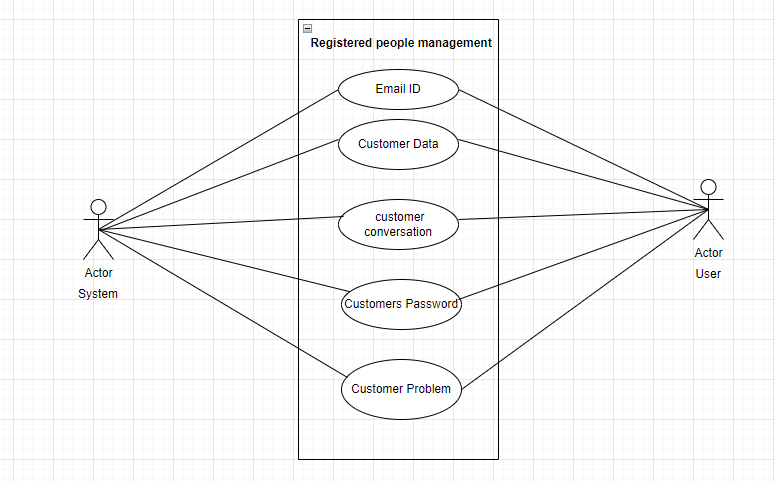 Registered people management
Email ID
Customer Data
customer
conversation
Customers Password
Customer Problem
Actor
System
Actor
User